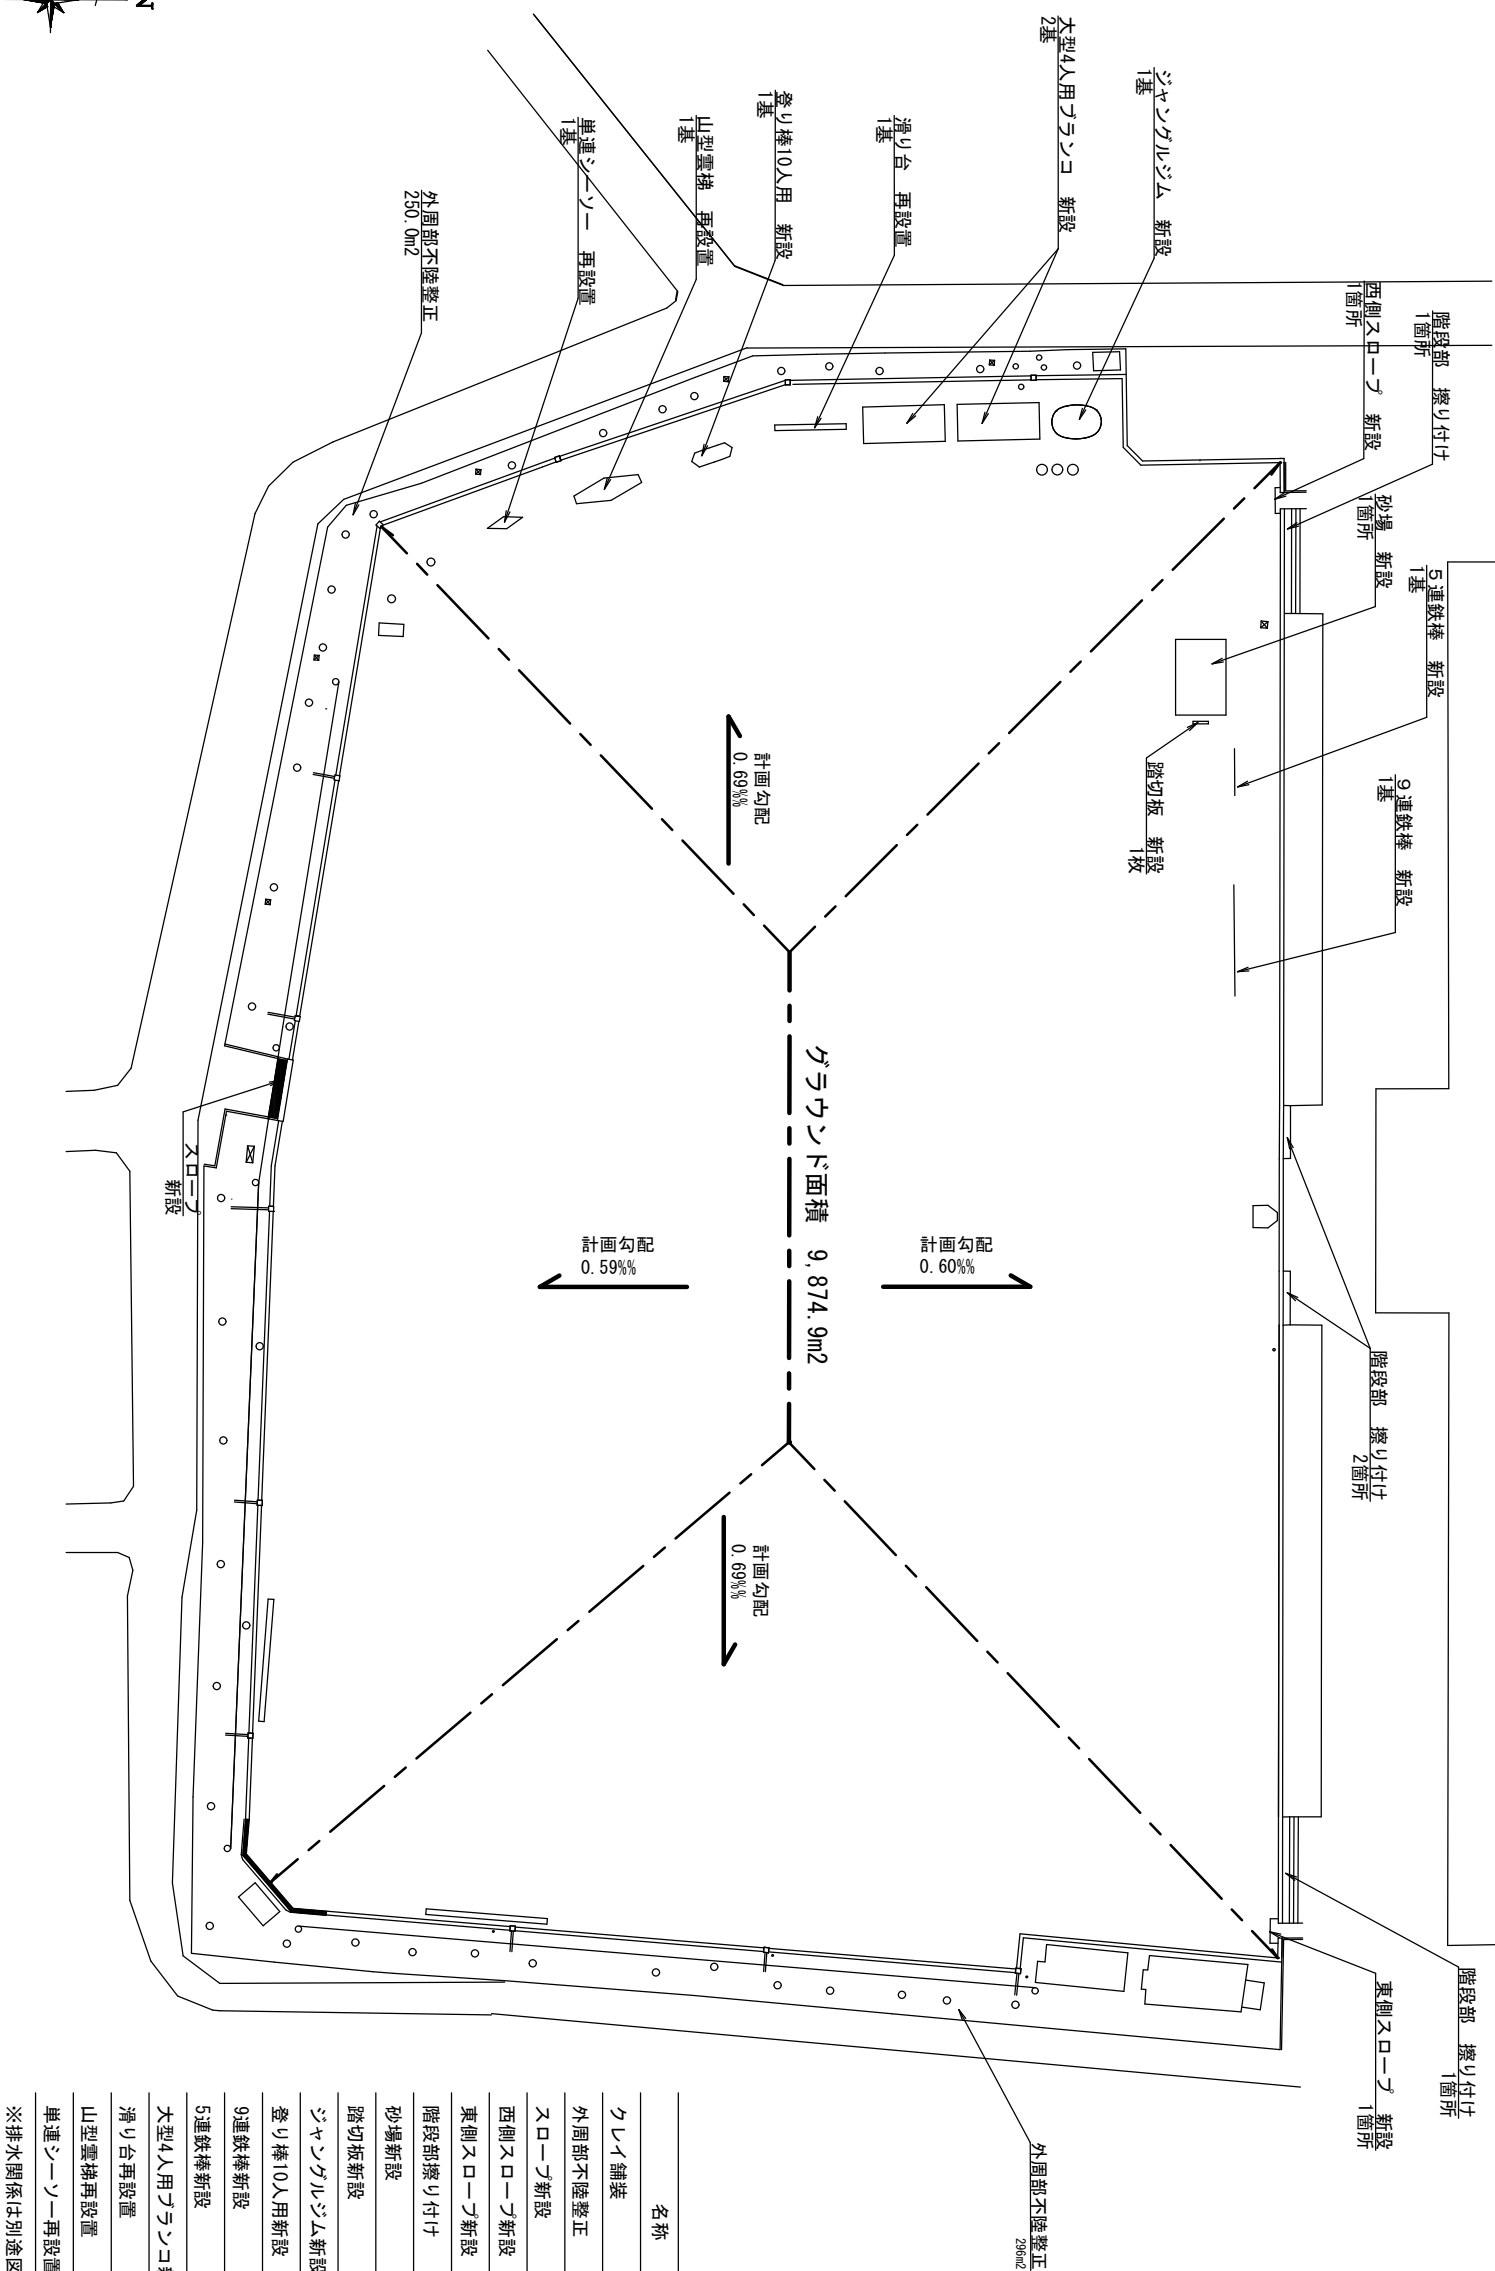 N
ジャングルジム 新設
1基
大型4人用ブランコ 新設
2基
滑り台 再設置
1基
登り棒10人用 新設
1基
山型雲梯 再設置
1基
単連シーソー 再設置
1基
外周部不陸整正
250.0m2
階段部 擦り付け
1箇所
西側スロープ 新設
1箇所
砂場 新設
1箇所
5連鉄棒 新設
1基
9連鉄棒 新設
1基
踏切板 新設
1枚
計画勾配
0.69%%
グラウンド面積 9,874.9m2
計画勾配
0.59%%
計画勾配
0.60%%
計画勾配
0.69%%
スロープ
新設
階段部 擦り付け
2箇所
階段部 擦り付け
1箇所
東側スロープ 新設
1箇所
外周部不陸整正
296m2
名称
クレイ舗装
外周部不陸整正
スロープ新設
西側スロープ新設
東側スロープ新設
階段部擦り付け
砂場新設
踏切板新設
ジャングルジム新設
登り棒10人用新設
9連鉄棒新設
5連鉄棒新設
大型4人用ブランコ
滑り台再設置
山型雲梯再設置
単連シーソー再設置
※排水関係は別途図